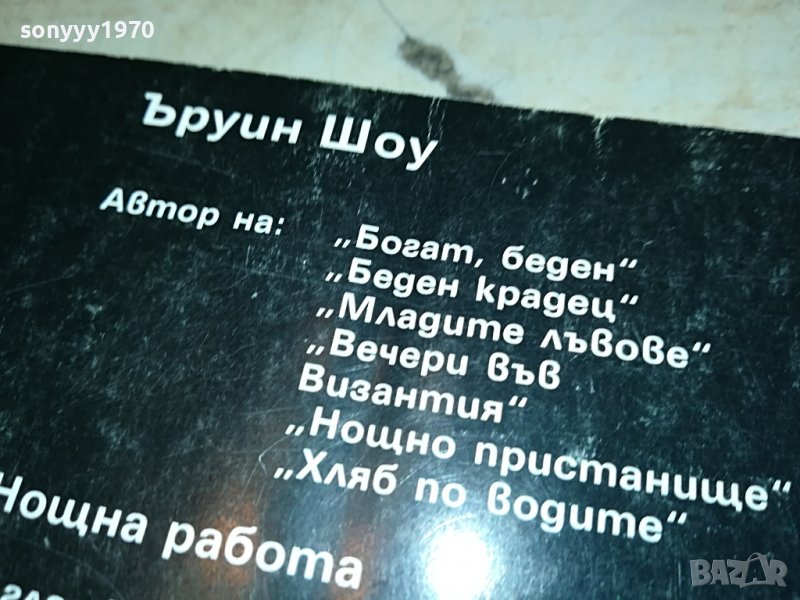 sonyyy1970
Ъруин Шоу
Автор на:
„Богат, беден“
„Беден крадец“
„Младите лъвове“
„Вечери във
Византия“
„Нощно пристанище“
„Хляб по водите“
Нощна работа
BAZAR